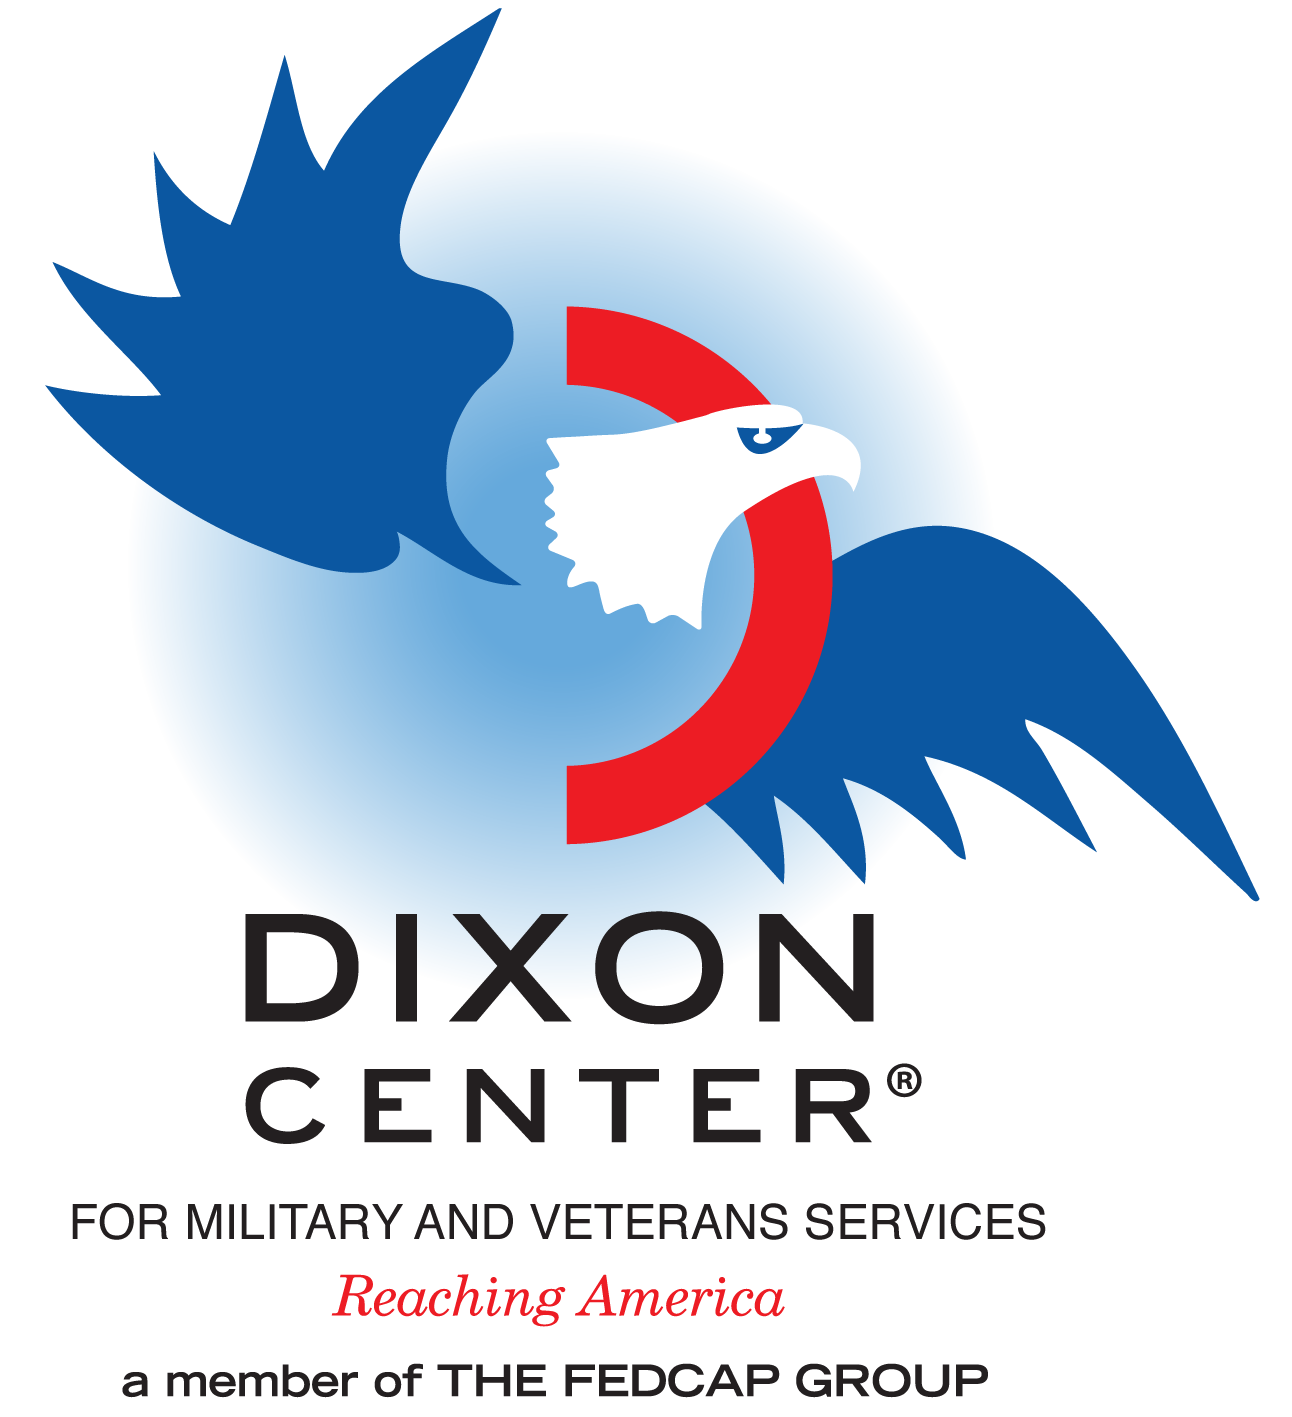 DIXON
CENTER®
FOR MILITARY AND VETERANS SERVICES
Reaching America
a member of THE FEDCAP GROUP